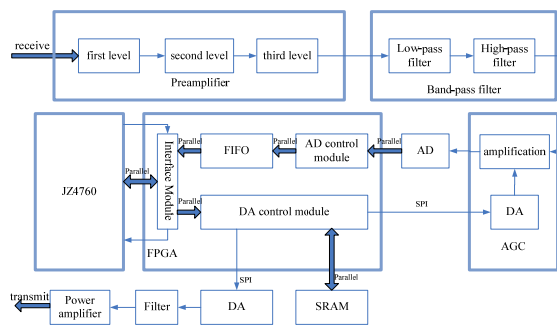 receive
first level
second level
third level
Preamplifier
Low-pass
filter
High-pass
filter
Band-pass filter
JZ4760
Parallel
Interface Module
Parallel
FIFO
Parallel
AD control
module
Parallel
AD
amplification
Parallel
DA control module
SPI
DA
FPGA
AGC
SPI
Parallel
transmit
Power
amplifier
Filter
DA
SRAM